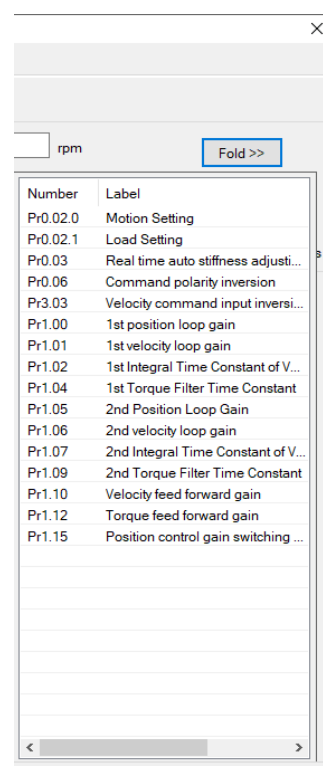 rpm Fold >>
Number Label
Pr0.02.0 Motion Setting
Pr0.02.1 Load Setting
s
Pr0.03 Real time auto stiffness adjusti...
Pr0.06 Command polarity inversion
Pr3.03 Velocity command input inversi...
Pr1.00 1st position loop gain
Pr1.01 1st velocity loop gain
Pr1.02 1st Integral Time Constant of V...
Pr1.04 1st Torque Filter Time Constant
Pr1.05 2nd Position Loop Gain
Pr1.06 2nd velocity loop gain
Pr1.07 2nd Integral Time Constant of V...
Pr1.09 2nd Torque Filter Time Constant
Pr1.10 Velocity feed forward gain
Pr1.12 Torque feed forward gain
Pr1.15 Position control gain switching ...